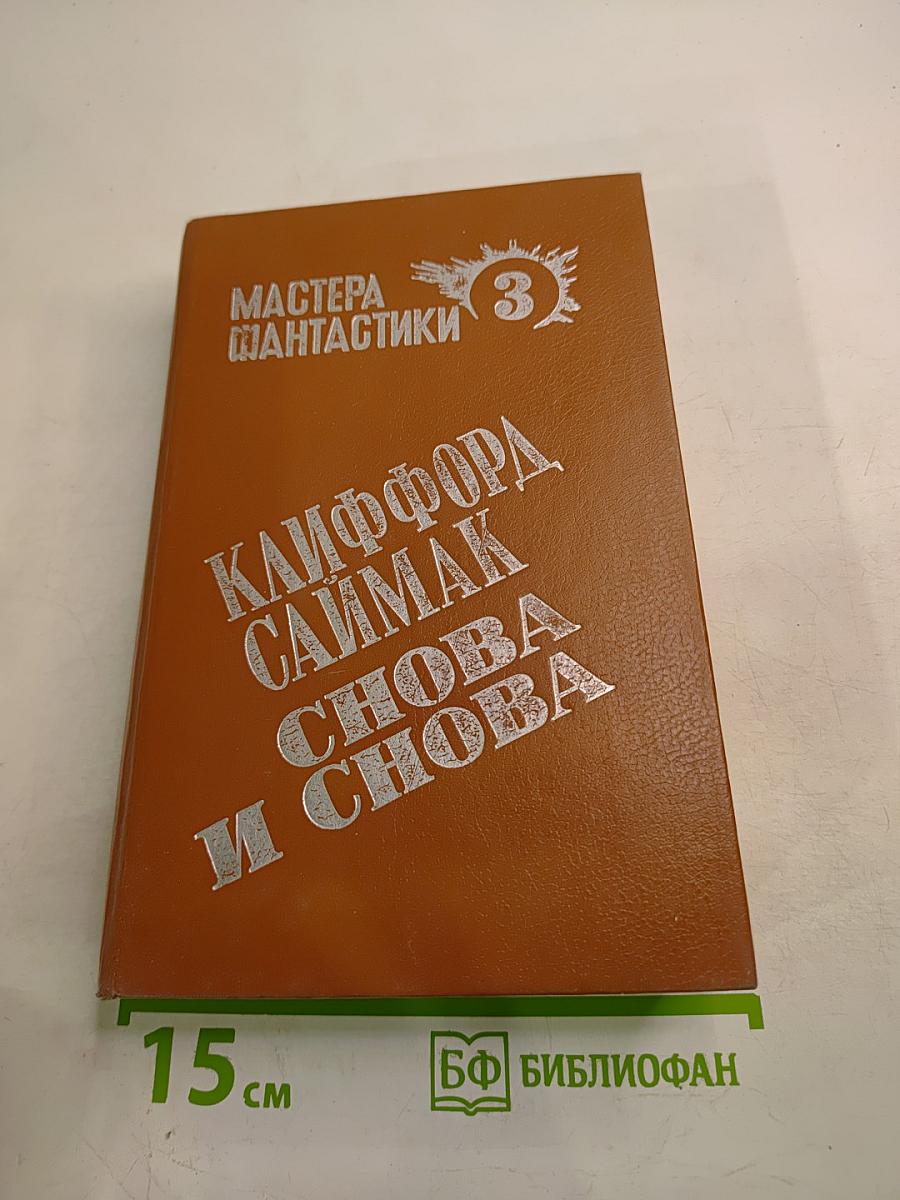 МАСТЕРА
ФАНТАСТИКИ
3
КЛИФФОРД
САЙМАК
СНОВА
И СНОВА
15 см
БФ БИБЛИОФАН